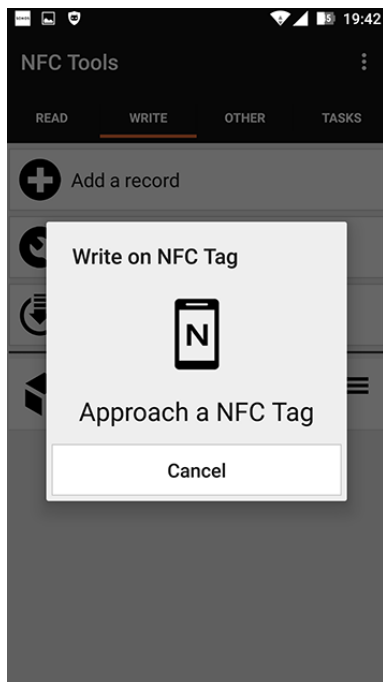 19:42
NFC Tools
READ WRITE OTHER TASKS
Add a record
Write on NFC Tag
N
Approach a NFC Tag
Cancel